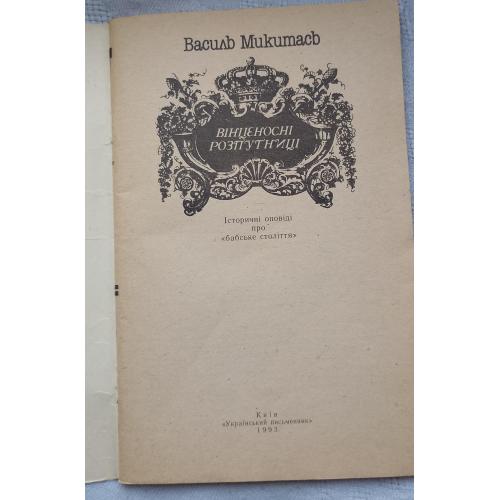 Василь Микитась
ВІНЦЕНОСНІ
РОЗПУТНИЦІ
Історичні оповіді
про
«бабське століття»
Київ
«Український письменник»
1993